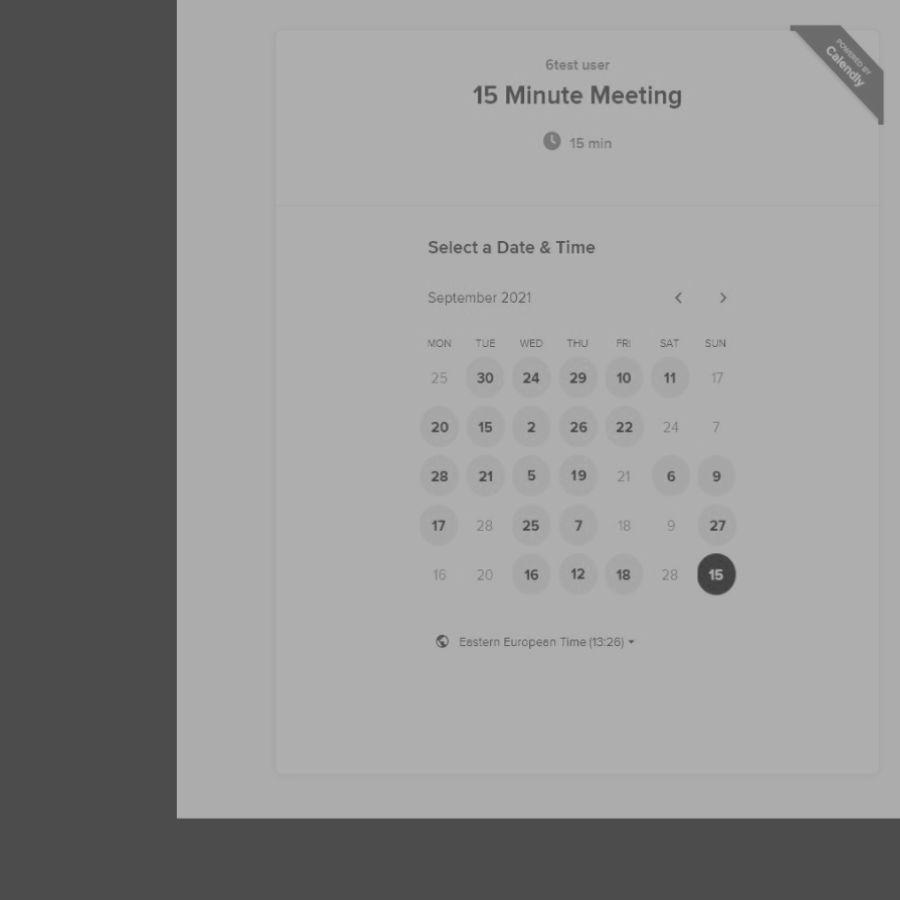 POWERED BY
Calendly
6test user
15 Minute Meeting
15 min
Select a Date & Time
September 2021
MON TUE WED THU FRI SAT SUN
25 30 24 29 10 11 17
20 15 2 26 22 24 7
28 21 5 19 21 6 9
17 28 25 7 18 9 27
16 20 16 12 18 28 15
Eastern European Time (13:26)